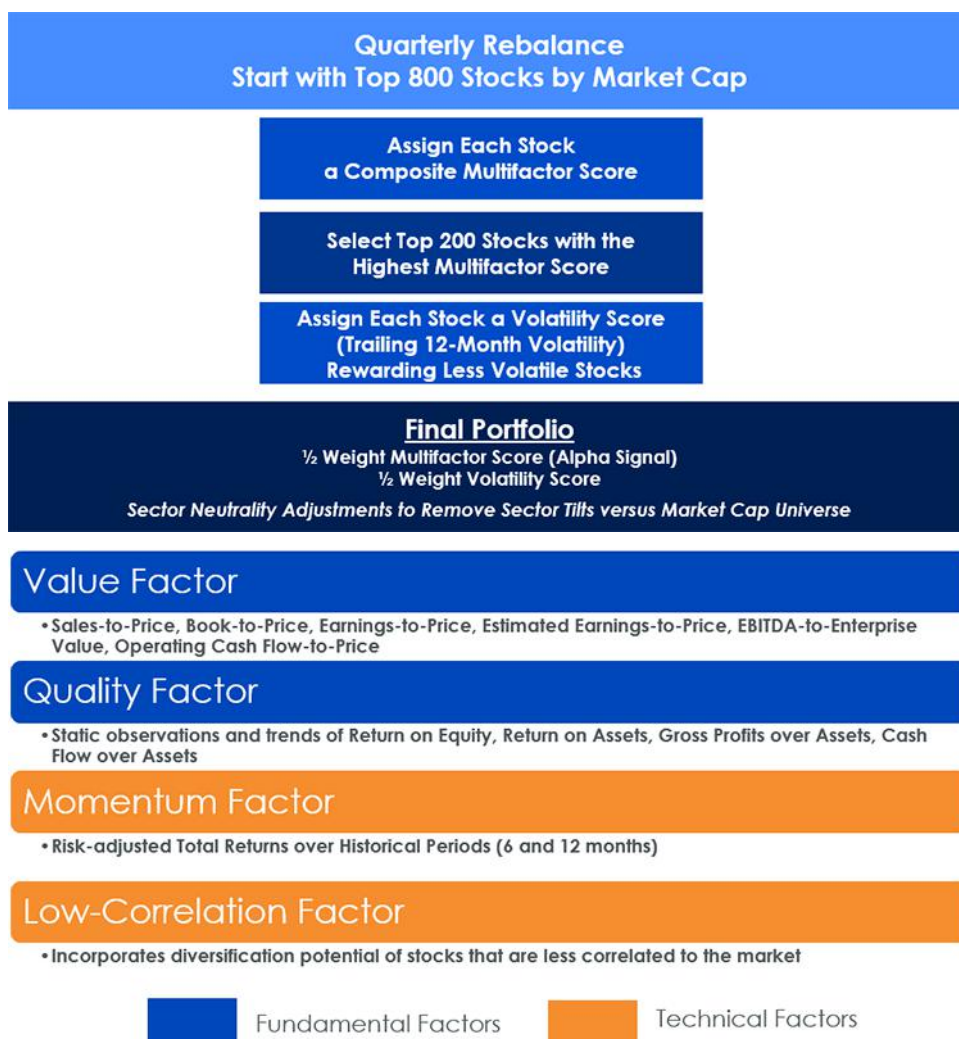 Quarterly Rebalance
Start with Top 800 Stocks by Market Cap
Assign Each Stock
a Composite Multifactor Score
Select Top 200 Stocks with the
Highest Multifactor Score
Assign Each Stock a Volatility Score
(Trailing 12-Month Volatility)
Rewarding Less Volatile Stocks
Final Portfolio
½ Weight Multifactor Score (Alpha Signal)
½ Weight Volatility Score
Sector Neutrality Adjustments to Remove Sector Tilts versus Market Cap Universe
Value Factor
•Sales-to-Price, Book-to-Price, Earnings-to-Price, Estimated Earnings-to-Price, EBITDA-to-Enterprise
Value, Operating Cash Flow-to-Price
Quality Factor
•Static observations and trends of Return on Equity, Return on Assets, Gross Profits over Assets, Cash
Flow over Assets
Momentum Factor
•Risk-adjusted Total Returns over Historical Periods (6 and 12 months)
Low-Correlation Factor
•Incorporates diversification potential of stocks that are less correlated to the market
Fundamental Factors
Technical Factors